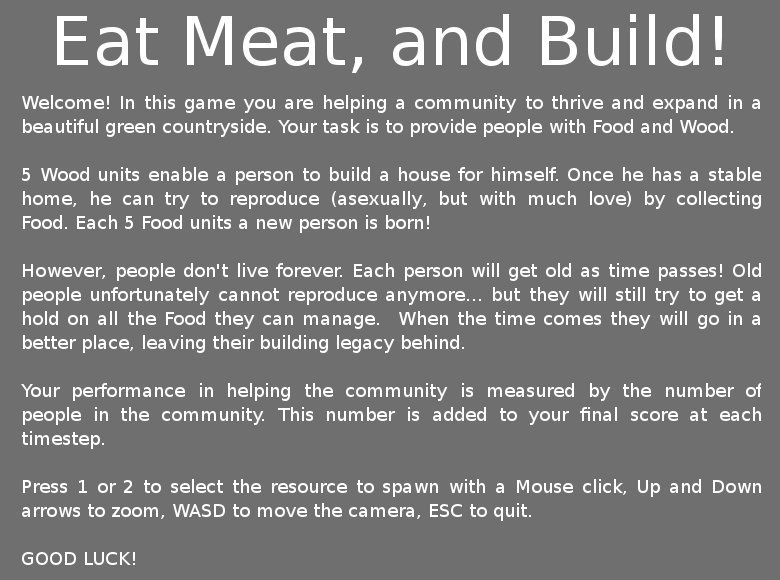 Eat Meat, and Build!
Welcome! In this game you are helping a community to thrive and expand in a
beautiful green countryside. Your task is to provide people with Food and Wood.
5 Wood units enable a person to build a house for himself. Once he has a stable
home, he can try to reproduce (asexually, but with much love) by collecting
Food. Each 5 Food units a new person is born!
However, people don't live forever. Each person will get old as time passes! Old
people unfortunately cannot reproduce anymore... but they will still try to get a
hold on all the Food they can manage.  When the time comes they will go in a
better place, leaving their building legacy behind.
Your performance in helping the community is measured by the number of
people in the community. This number is added to your final score at each
timestep.
Press 1 or 2 to select the resource to spawn with a Mouse click, Up and Down
arrows to zoom, WASD to move the camera, ESC to quit.
GOOD LUCK!